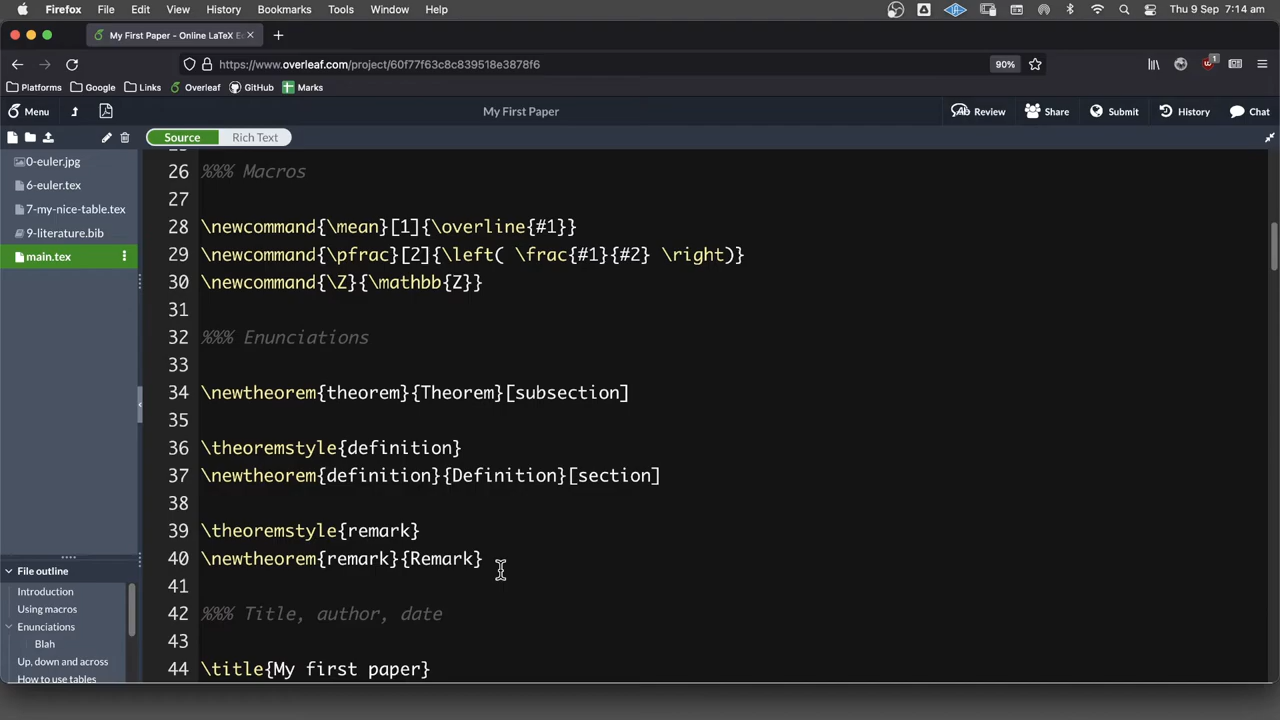 Firefox File Edit View History Bookmarks Tools Window Help Thu 9 Sep 7:14 am
My First Paper - Online LaTeX E
https://www.overleaf.com/project/60f77f63c8c839518e3878f6 90%
Platforms Google Links Overleaf GitHub Marks
Menu My First Paper Review Share Submit History Chat
Source Rich Text
0-euler.jpg
6-euler.tex
7-my-nice-table.tex
9-literature.bib
main.tex
File outline
Introduction
Using macros
Enunciations
Blah
Up, down and across
How to use tables
26 %%% Macros
27
28 \newcommand{\mean}[1]{\overline{#1}}
29 \newcommand{\pfrac}[2]{\left( \frac{#1}{#2} \right)}
30 \newcommand{\Z}{\mathbb{Z}}
31
32 %%% Enunciations
33
34 \newtheorem{theorem}{Theorem}[subsection]
35
36 \theoremstyle{definition}
37 \newtheorem{definition}{Definition}[section]
38
39 \theoremstyle{remark}
40 \newtheorem{remark}{Remark}
41
42 %%% Title, author, date
43
44 \title{My first paper}